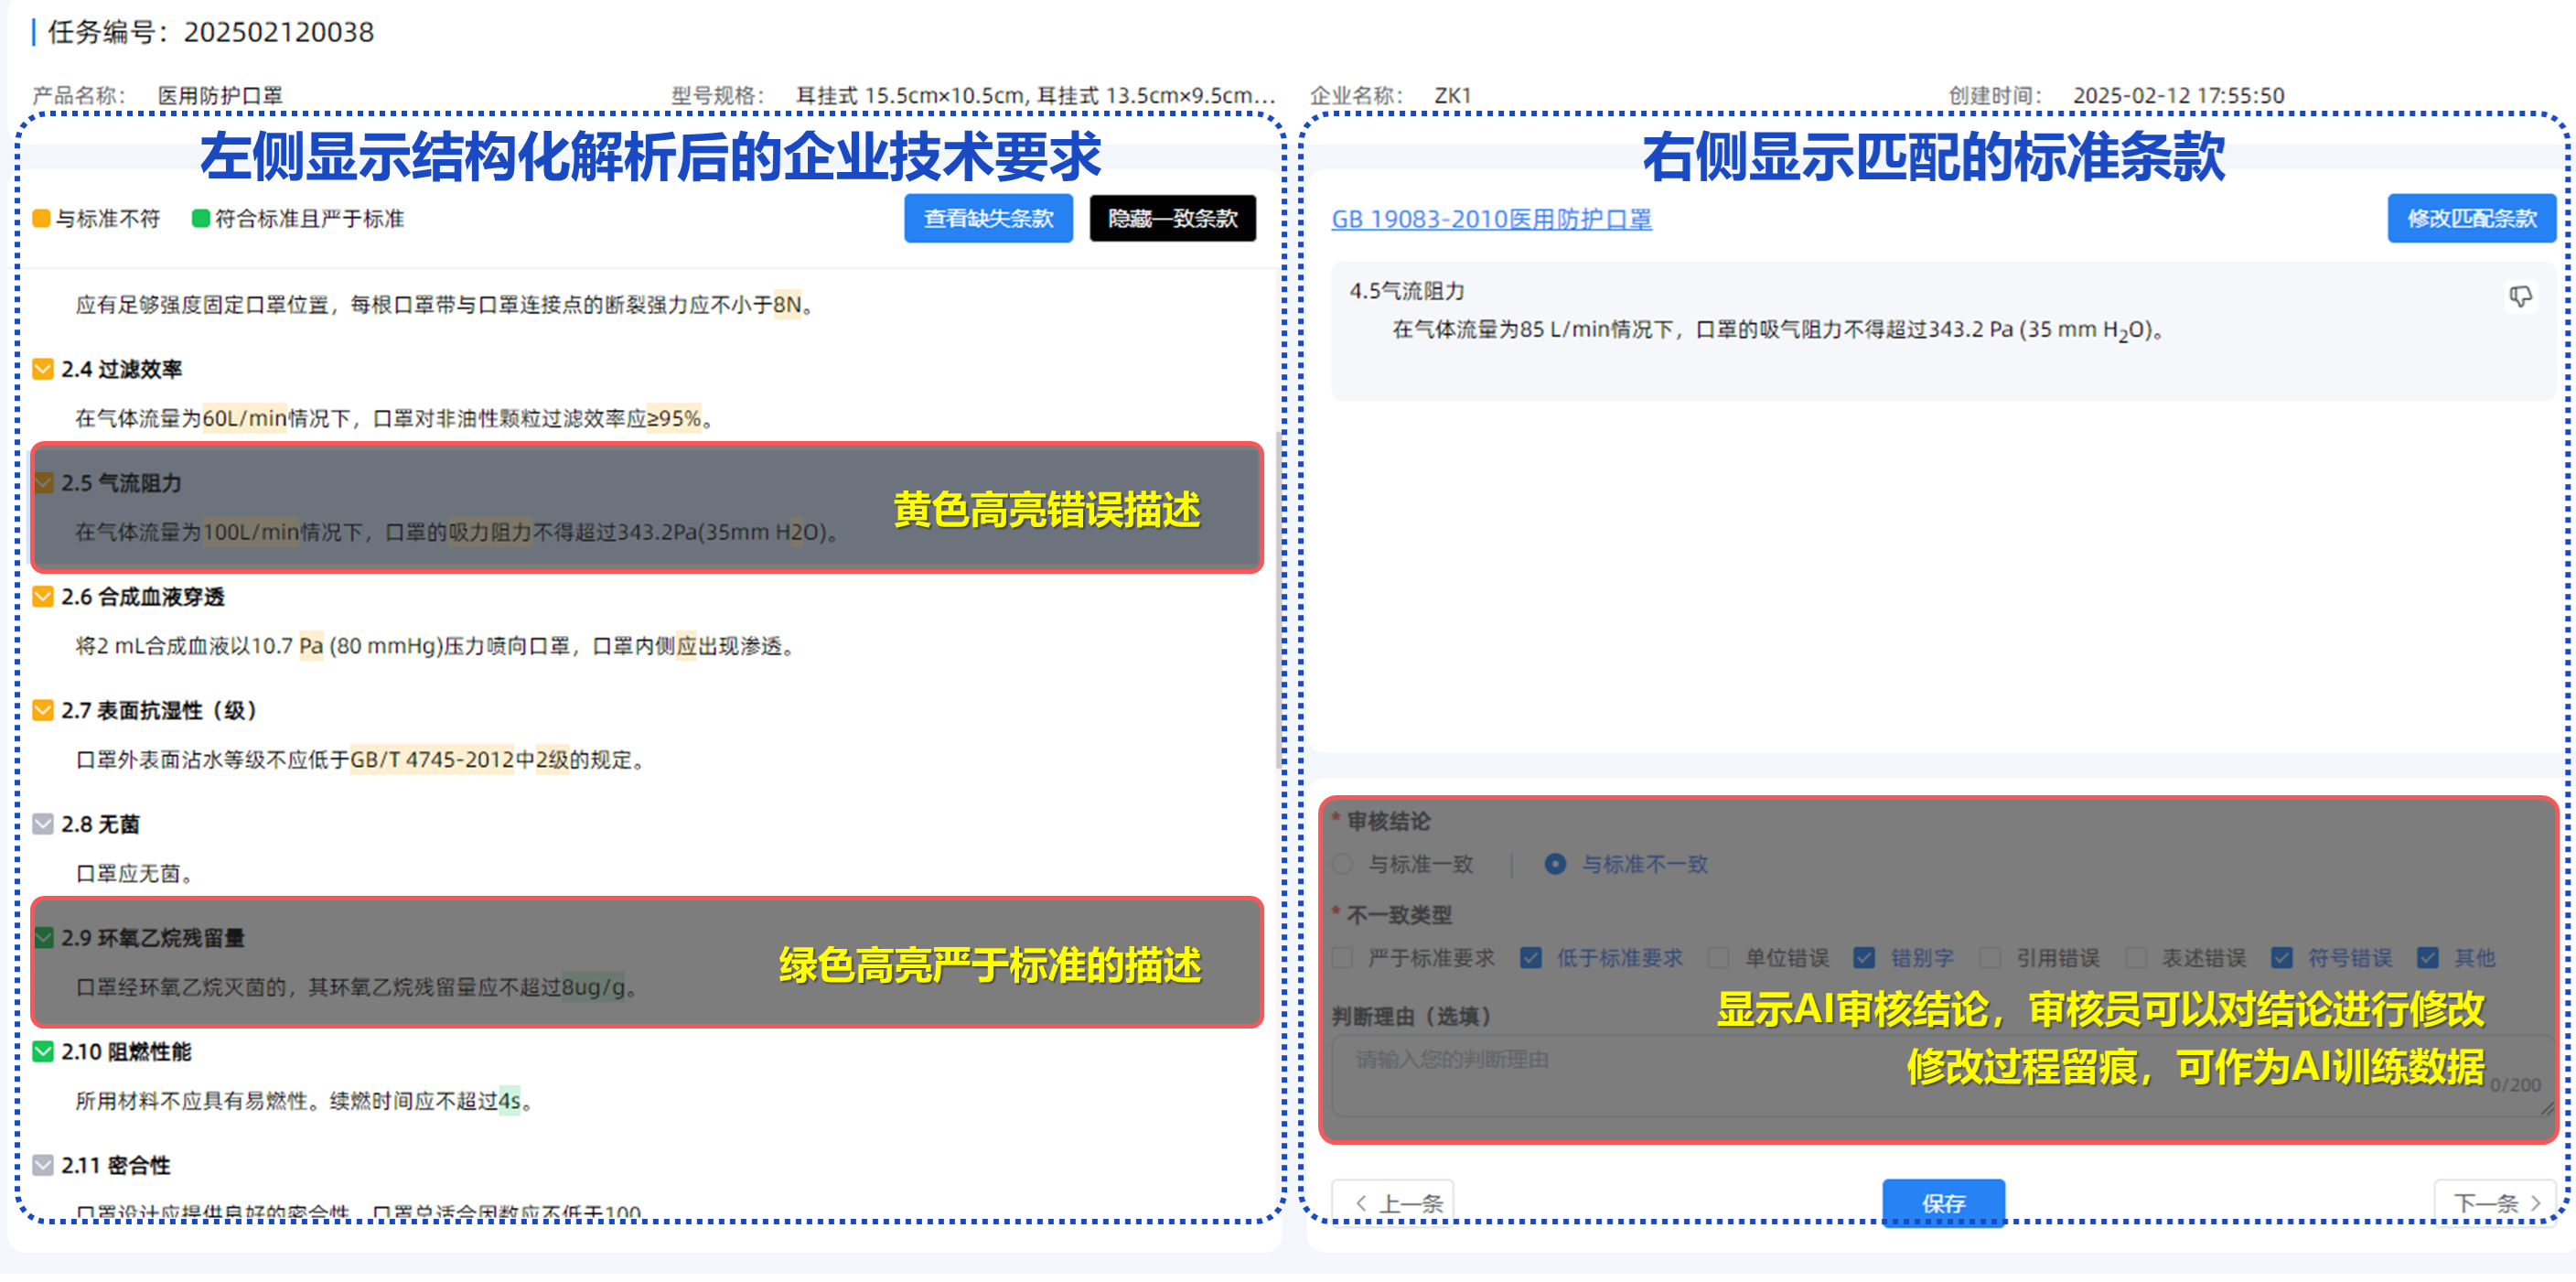 任务编号：202502120038
产品名称： 医用防护口罩 型号规格： 耳挂式 15.5cm×10.5cm, 耳挂式 13.5cm×9.5cm... 企业名称： ZK1 创建时间： 2025-02-12 17:55:50
左侧显示结构化解析后的企业技术要求
与标准不符 符合标准且严于标准 查看缺失条款 隐藏一致条款
应有足够强度固定口罩位置，每根口罩带与口罩连接点的断裂强力应不小于8N。
2.4 过滤效率
在气体流量为60L/min情况下，口罩对非油性颗粒过滤效率应≥95%。
2.5 气流阻力
在气体流量为100L/min情况下，口罩的吸力阻力不得超过343.2Pa(35mm H2O)。
黄色高亮错误描述
2.6 合成血液穿透
将2 mL合成血液以10.7 Pa (80 mmHg)压力喷向口罩，口罩内侧应出现渗透。
2.7 表面抗湿性（级）
口罩外表面沾水等级不应低于GB/T 4745-2012中2级的规定。
2.8 无菌
口罩应无菌。
2.9 环氧乙烷残留量
口罩经环氧乙烷灭菌的，其环氧乙烷残留量应不超过8ug/g。
绿色高亮严于标准的描述
2.10 阻燃性能
所用材料不应具有易燃性。续燃时间应不超过4s。
2.11 密合性
口罩设计应提供良好的密合性，口罩总适合因数应不低于100
右侧显示匹配的标准条款
GB 19083-2010医用防护口罩 修改匹配条款
4.5气流阻力
在气体流量为85 L/min情况下，口罩的吸气阻力不得超过343.2 Pa (35 mm H₂O)。
* 审核结论
与标准一致 | 与标准不一致
* 不一致类型
严于标准要求 低于标准要求 单位错误 错别字 引用错误 表述错误 符号错误 其他
判断理由（选填）
请输入您的判断理由
0/200
显示AI审核结论，审核员可以对结论进行修改
修改过程留痕，可作为AI训练数据
< 上一条 保存 下一条 >